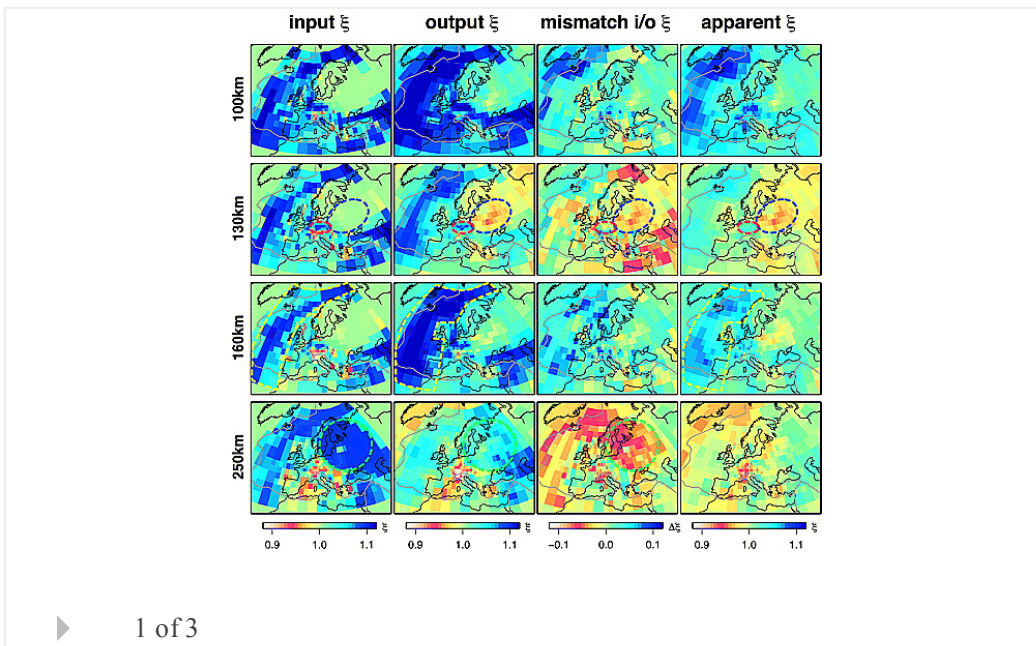 input ξ output ξ mismatch i/o ξ apparent ξ
100km
130km
160km
250km
ξ ξ Δξ ξ
0.9 1.0 1.1 0.9 1.0 1.1 −0.1 0.0 0.1 0.9 1.0 1.1
1 of 3